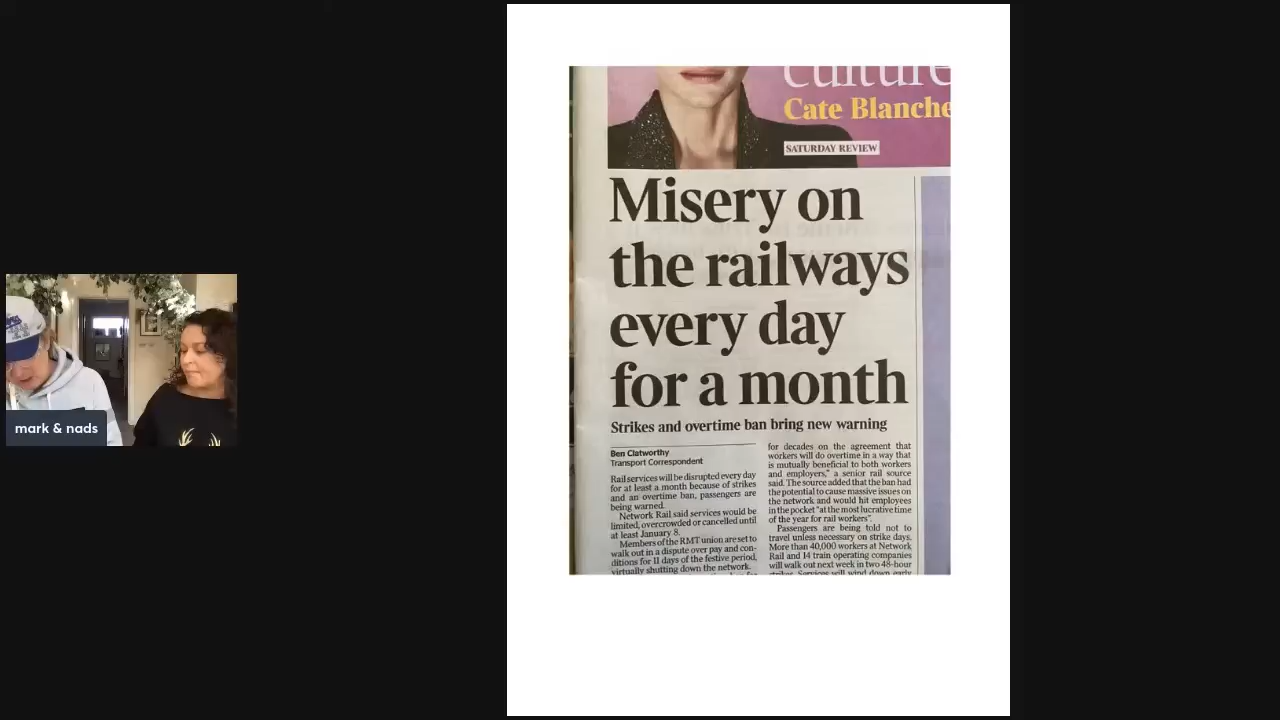 culture
Cate Blanche
SATURDAY REVIEW
Misery on
the railways
every day
for a month
Strikes and overtime ban bring new warning
Ben Clatworthy
Transport Correspondent
Rail services will be disrupted every day
for at least a month because of strikes
and an overtime ban, passengers are
being warned.
Network Rail said services would be
limited, overcrowded or cancelled until
at least January 8.
Members of the RMT union are set to
walk out in a dispute over pay and con-
ditions for 11 days of the festive period,
virtually shutting down the network.
for decades on the agreement that
workers will do overtime in a way that
is mutually beneficial to both workers
and employers," a senior rail source
said. The source added that the ban had
the potential to cause massive issues on
the network and would hit employees
in the pocket "at the most lucrative time
of the year for rail workers".
Passengers are being told not to
travel unless necessary on strike days.
More than 40,000 workers at Network
Rail and 14 train operating companies
will walk out next week in two 48-hour
strikes. Services will wind down early
mark & nads